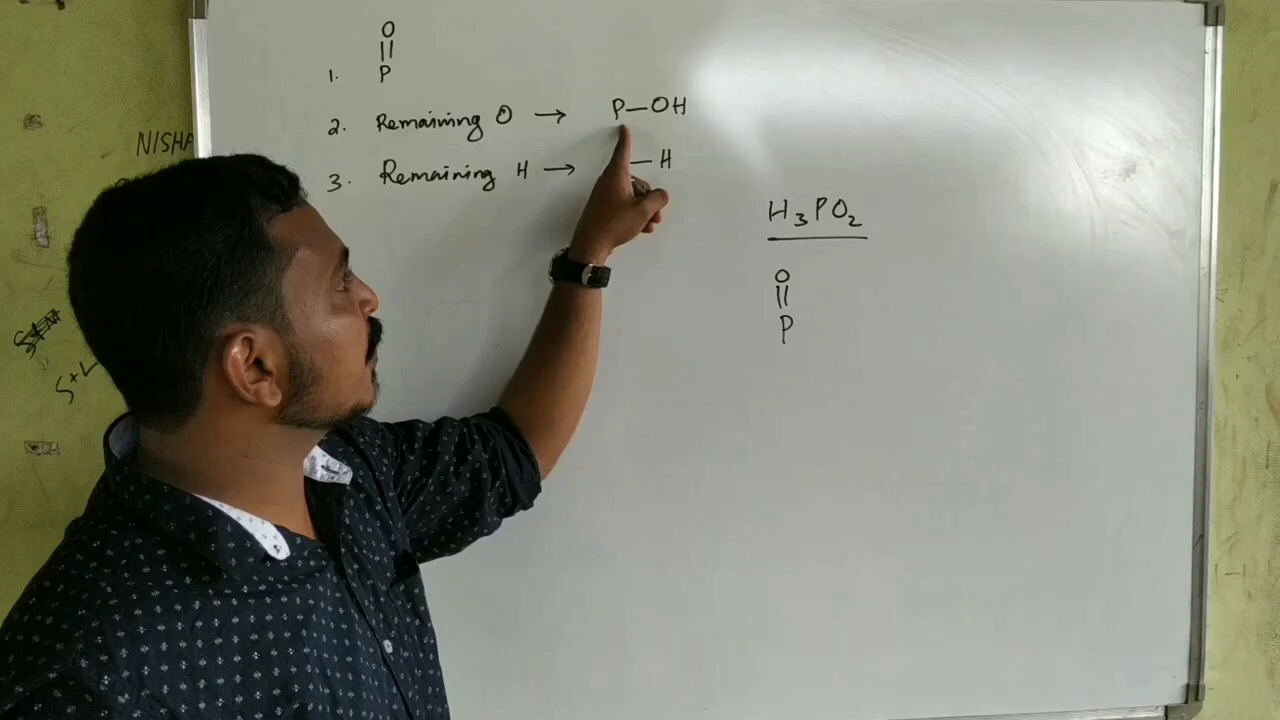 O
||
1. P
2. Remaining O → P—OH
3. Remaining H → —H
NISHA
H₃PO₂
O
||
P
S+L